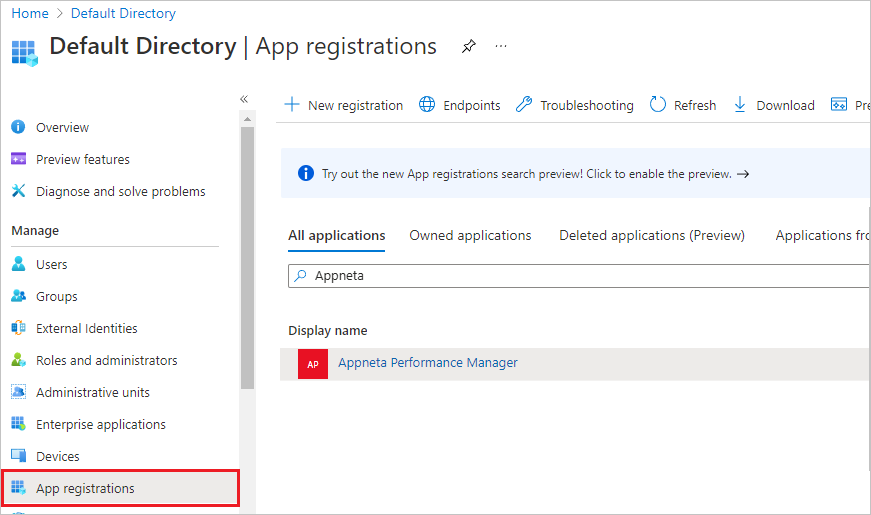 Home > Default Directory
Default Directory | App registrations
Overview
Preview features
Diagnose and solve problems
Manage
Users
Groups
External Identities
Roles and administrators
Administrative units
Enterprise applications
Devices
App registrations
New registration Endpoints Troubleshooting Refresh Download Pre
Try out the new App registrations search preview! Click to enable the preview. →
All applications Owned applications Deleted applications (Preview) Applications fro
Appneta
Display name
AP Appneta Performance Manager